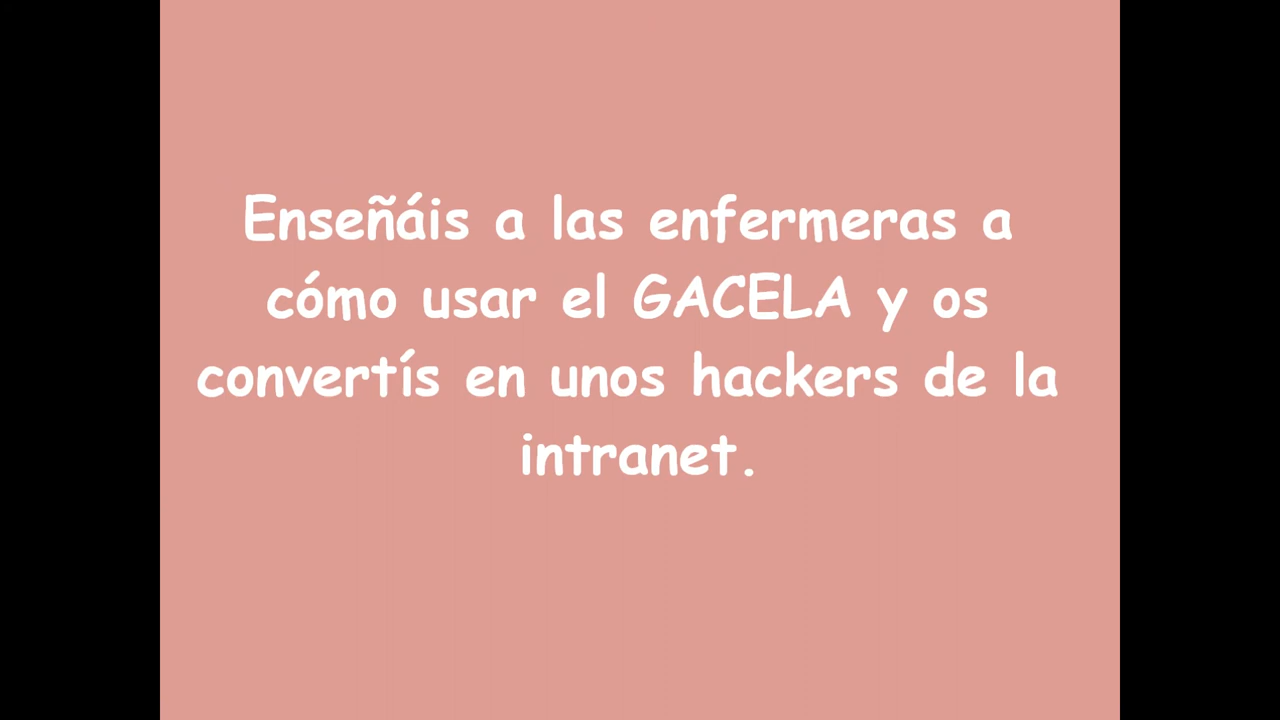 Enseñáis a las enfermeras a
cómo usar el GACELA y os
convertís en unos hackers de la
intranet.